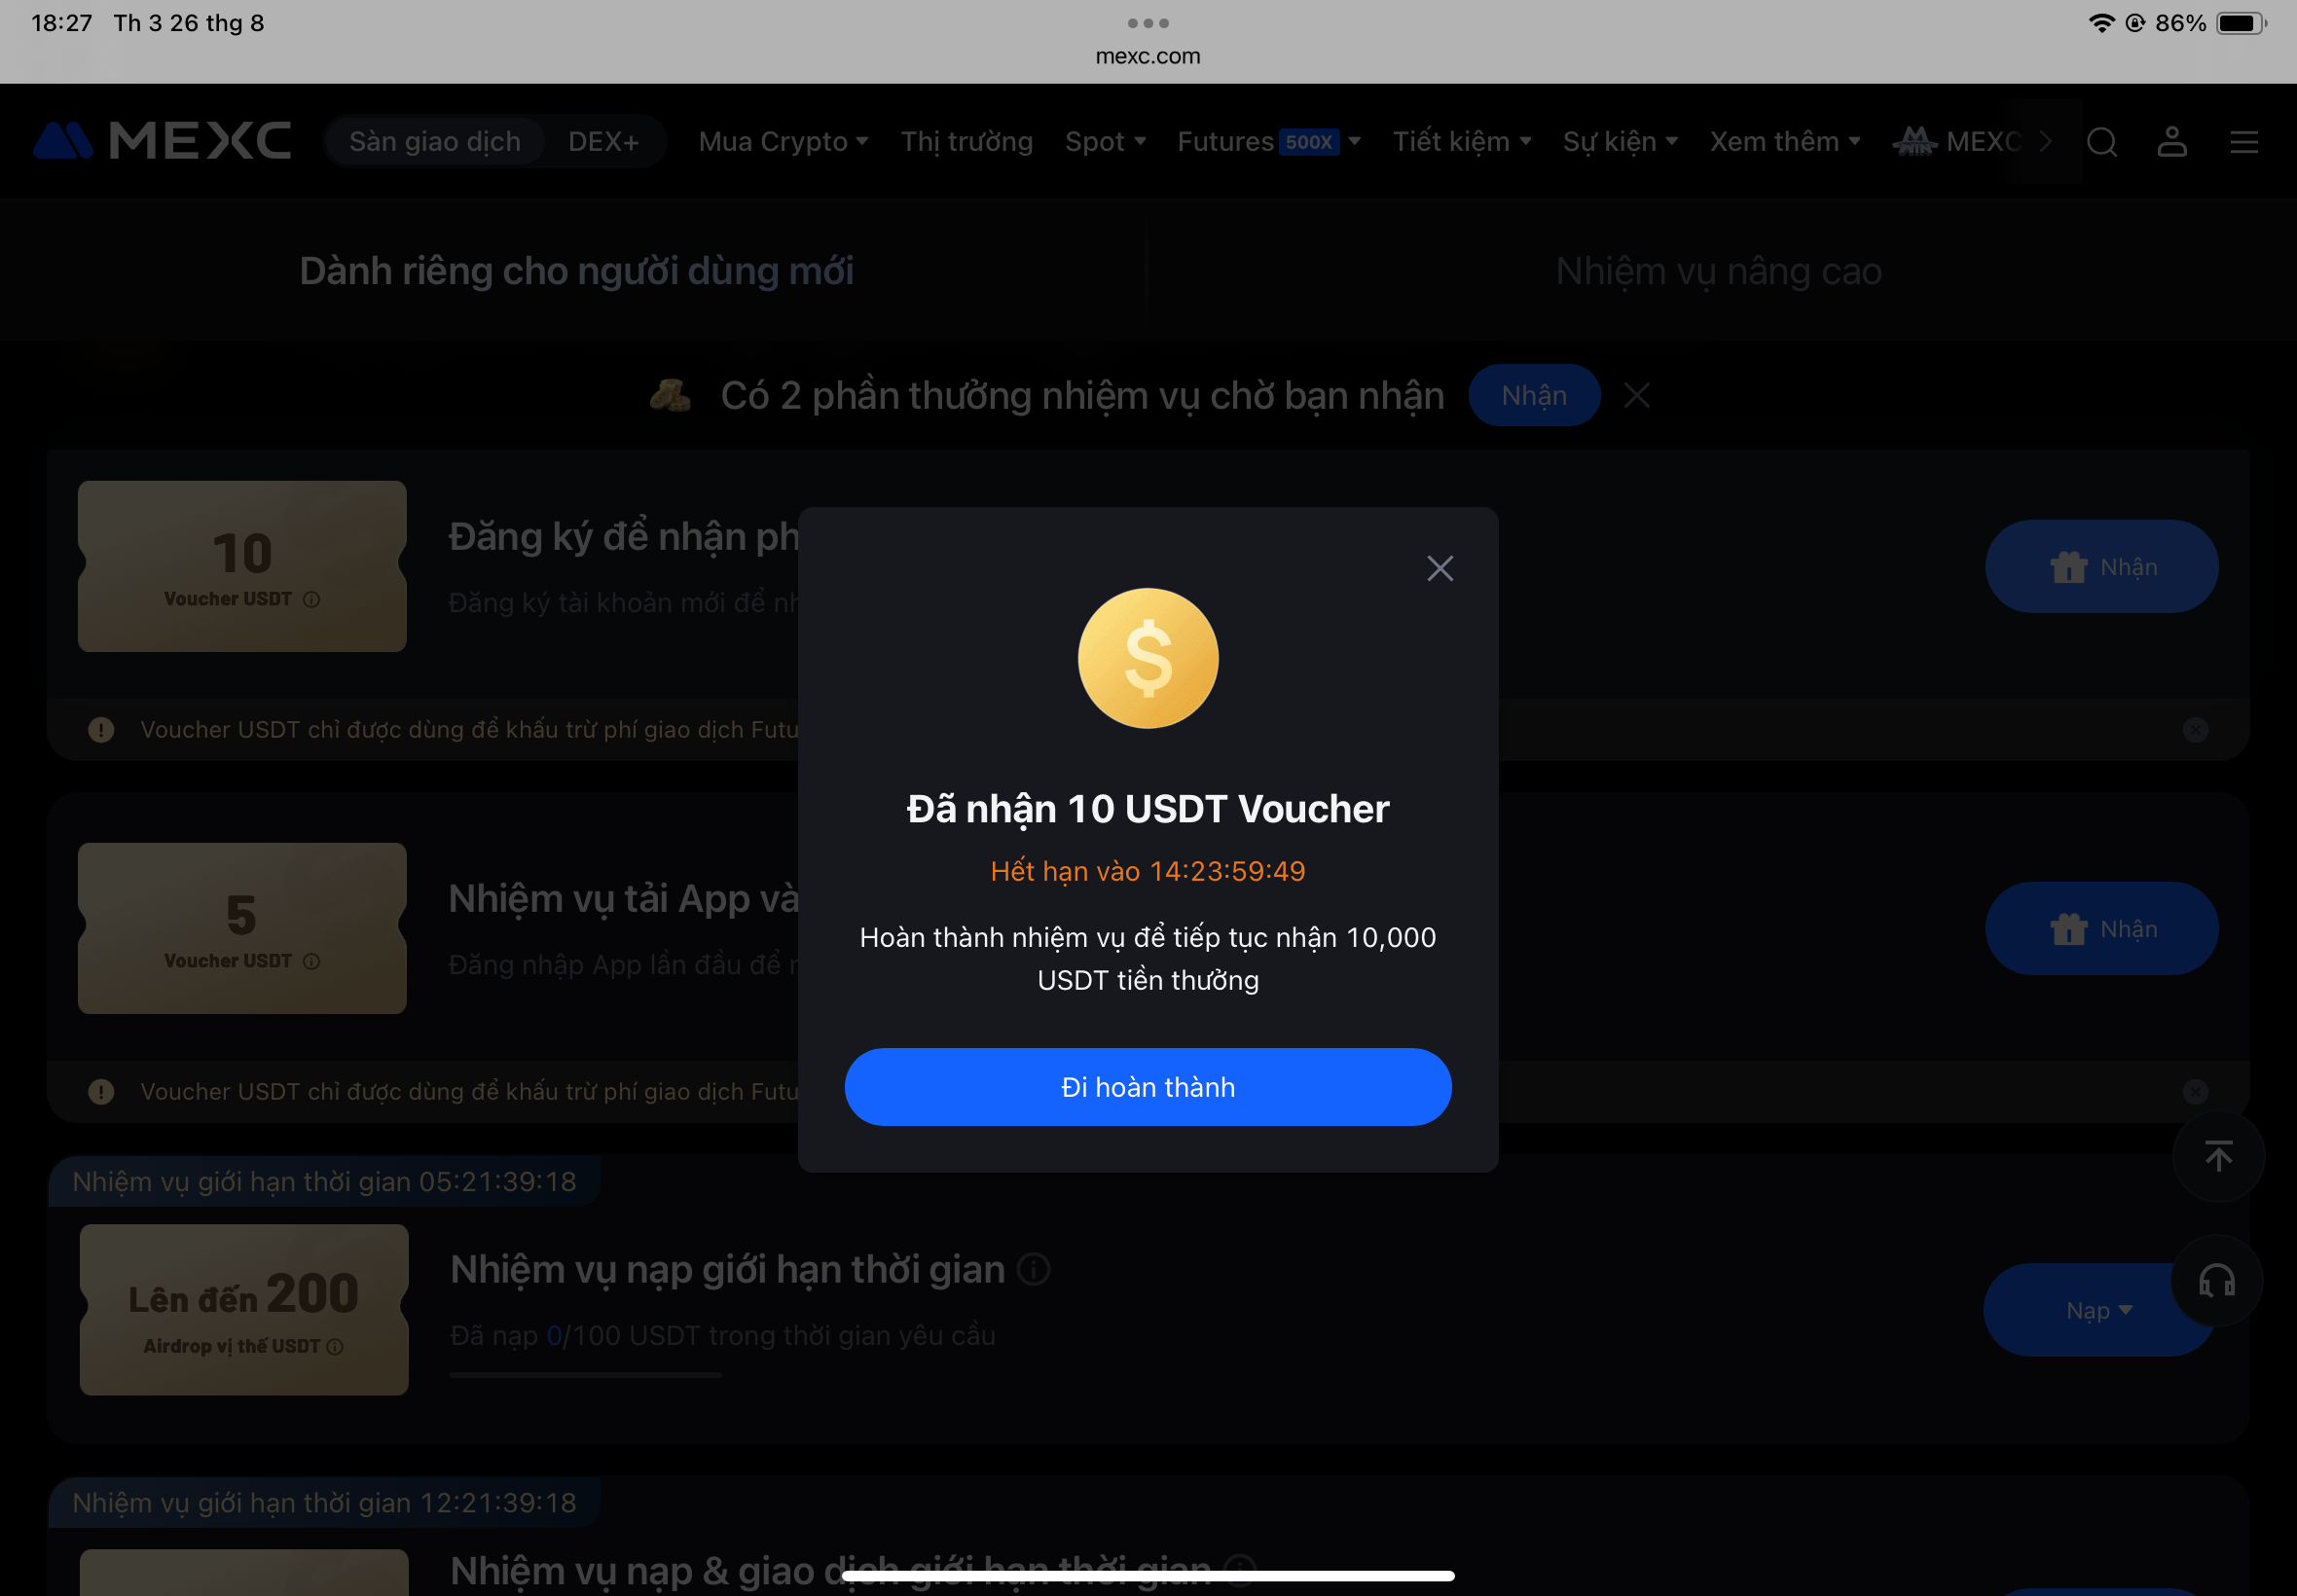 18:27 Th 3 26 thg 8
86%
mexc.com
MEXC
Sàn giao dịch
DEX+
Mua Crypto
Thị trường
Spot
Futures 500X
Tiết kiệm
Sự kiện
Xem thêm
MEXC
Dành riêng cho người dùng mới
Nhiệm vụ nâng cao
Có 2 phần thưởng nhiệm vụ chờ bạn nhận
Nhận
10
Voucher USDT
Đăng ký để nhận ph
Đăng ký tài khoản mới để nh
Nhận
Voucher USDT chỉ được dùng để khấu trừ phí giao dịch Futu
Đã nhận 10 USDT Voucher
Hết hạn vào 14:23:59:49
Hoàn thành nhiệm vụ để tiếp tục nhận 10,000
USDT tiền thưởng
Đi hoàn thành
5
Voucher USDT
Nhiệm vụ tải App và
Đăng nhập App lần đầu để n
Nhận
Voucher USDT chỉ được dùng để khấu trừ phí giao dịch Futu
Nhiệm vụ giới hạn thời gian 05:21:39:18
Lên đến 200
Airdrop vị thế USDT
Nhiệm vụ nạp giới hạn thời gian
Đã nạp 0/100 USDT trong thời gian yêu cầu
Nạp
Nhiệm vụ giới hạn thời gian 12:21:39:18
Nhiệm vụ nạp & giao dịch giới hạn thời gian